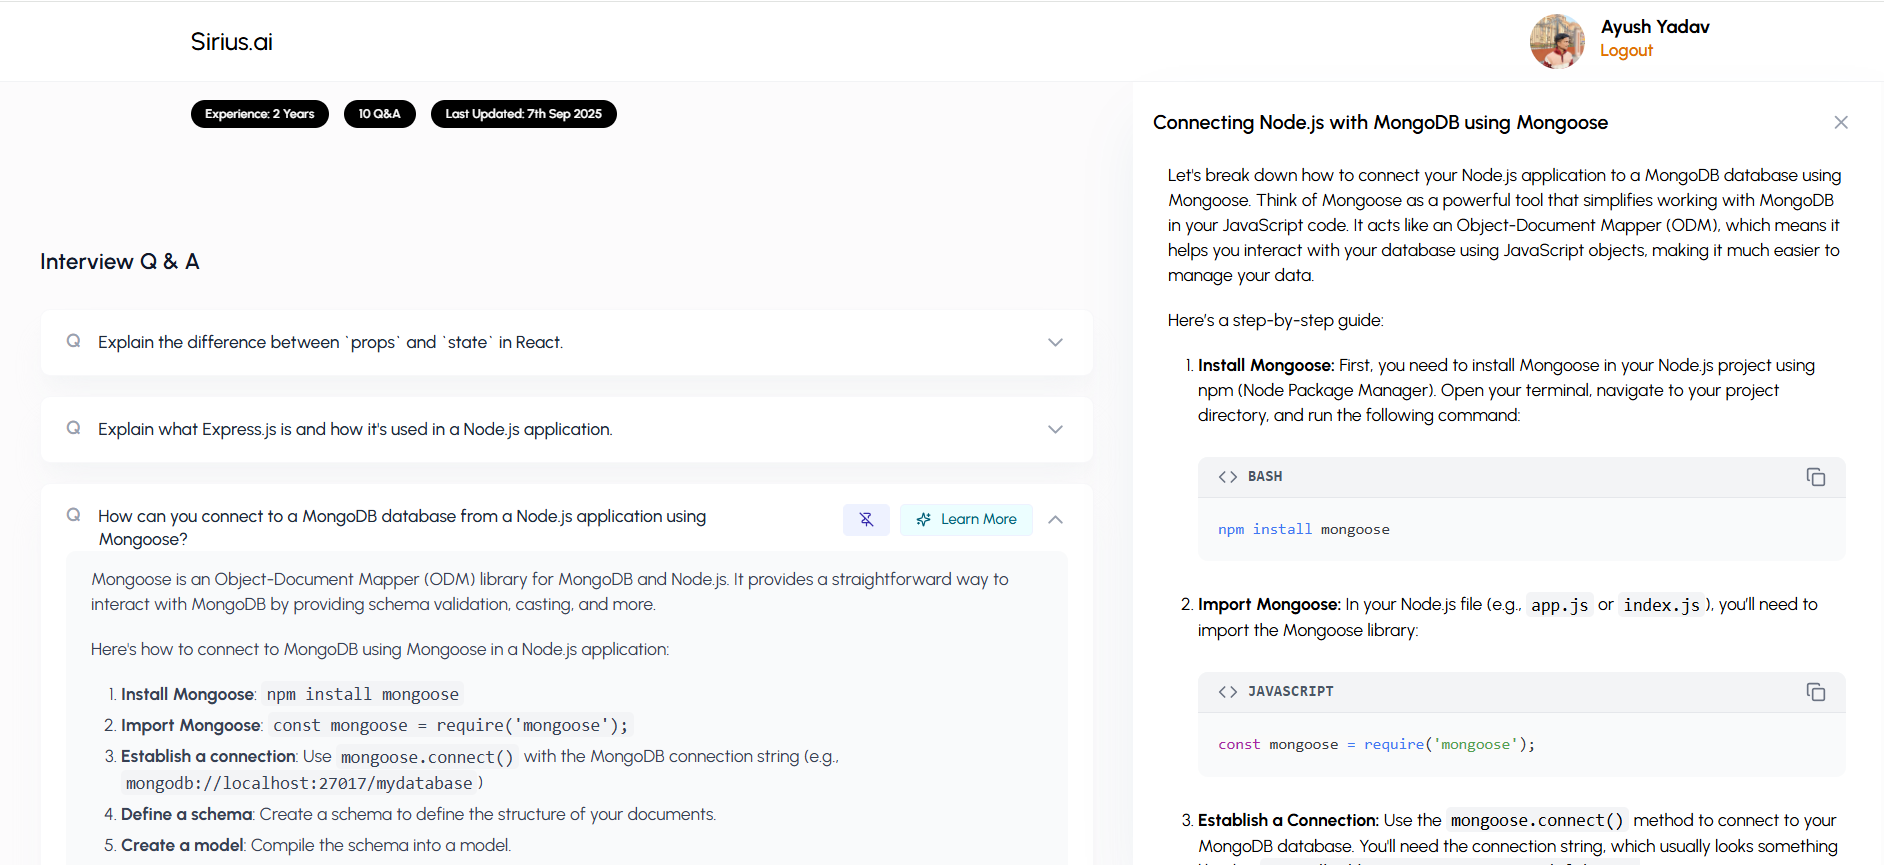 Sirius.ai
Ayush Yadav
Logout
Experience: 2 Years
10 Q&A
Last Updated: 7th Sep 2025
Interview Q & A
Q
Explain the difference between `props` and `state` in React.
Q
Explain what Express.js is and how it's used in a Node.js application.
Q
How can you connect to a MongoDB database from a Node.js application using
Mongoose?
Learn More
Mongoose is an Object-Document Mapper (ODM) library for MongoDB and Node.js. It provides a straightforward way to
interact with MongoDB by providing schema validation, casting, and more.
Here's how to connect to MongoDB using Mongoose in a Node.js application:
1. Install Mongoose: npm install mongoose
2. Import Mongoose: const mongoose = require('mongoose');
3. Establish a connection: Use mongoose.connect() with the MongoDB connection string (e.g.,
mongodb://localhost:27017/mydatabase )
4. Define a schema: Create a schema to define the structure of your documents.
5. Create a model: Compile the schema into a model.
Connecting Node.js with MongoDB using Mongoose
Let's break down how to connect your Node.js application to a MongoDB database using
Mongoose. Think of Mongoose as a powerful tool that simplifies working with MongoDB
in your JavaScript code. It acts like an Object-Document Mapper (ODM), which means it
helps you interact with your database using JavaScript objects, making it much easier to
manage your data.
Here's a step-by-step guide:
1. Install Mongoose: First, you need to install Mongoose in your Node.js project using
npm (Node Package Manager). Open your terminal, navigate to your project
directory, and run the following command:
<> BASH
npm install mongoose
2. Import Mongoose: In your Node.js file (e.g., app.js or index.js ), you'll need to
import the Mongoose library:
<> JAVASCRIPT
const mongoose = require('mongoose');
3. Establish a Connection: Use the mongoose.connect() method to connect to your
MongoDB database. You'll need the connection string, which usually looks something